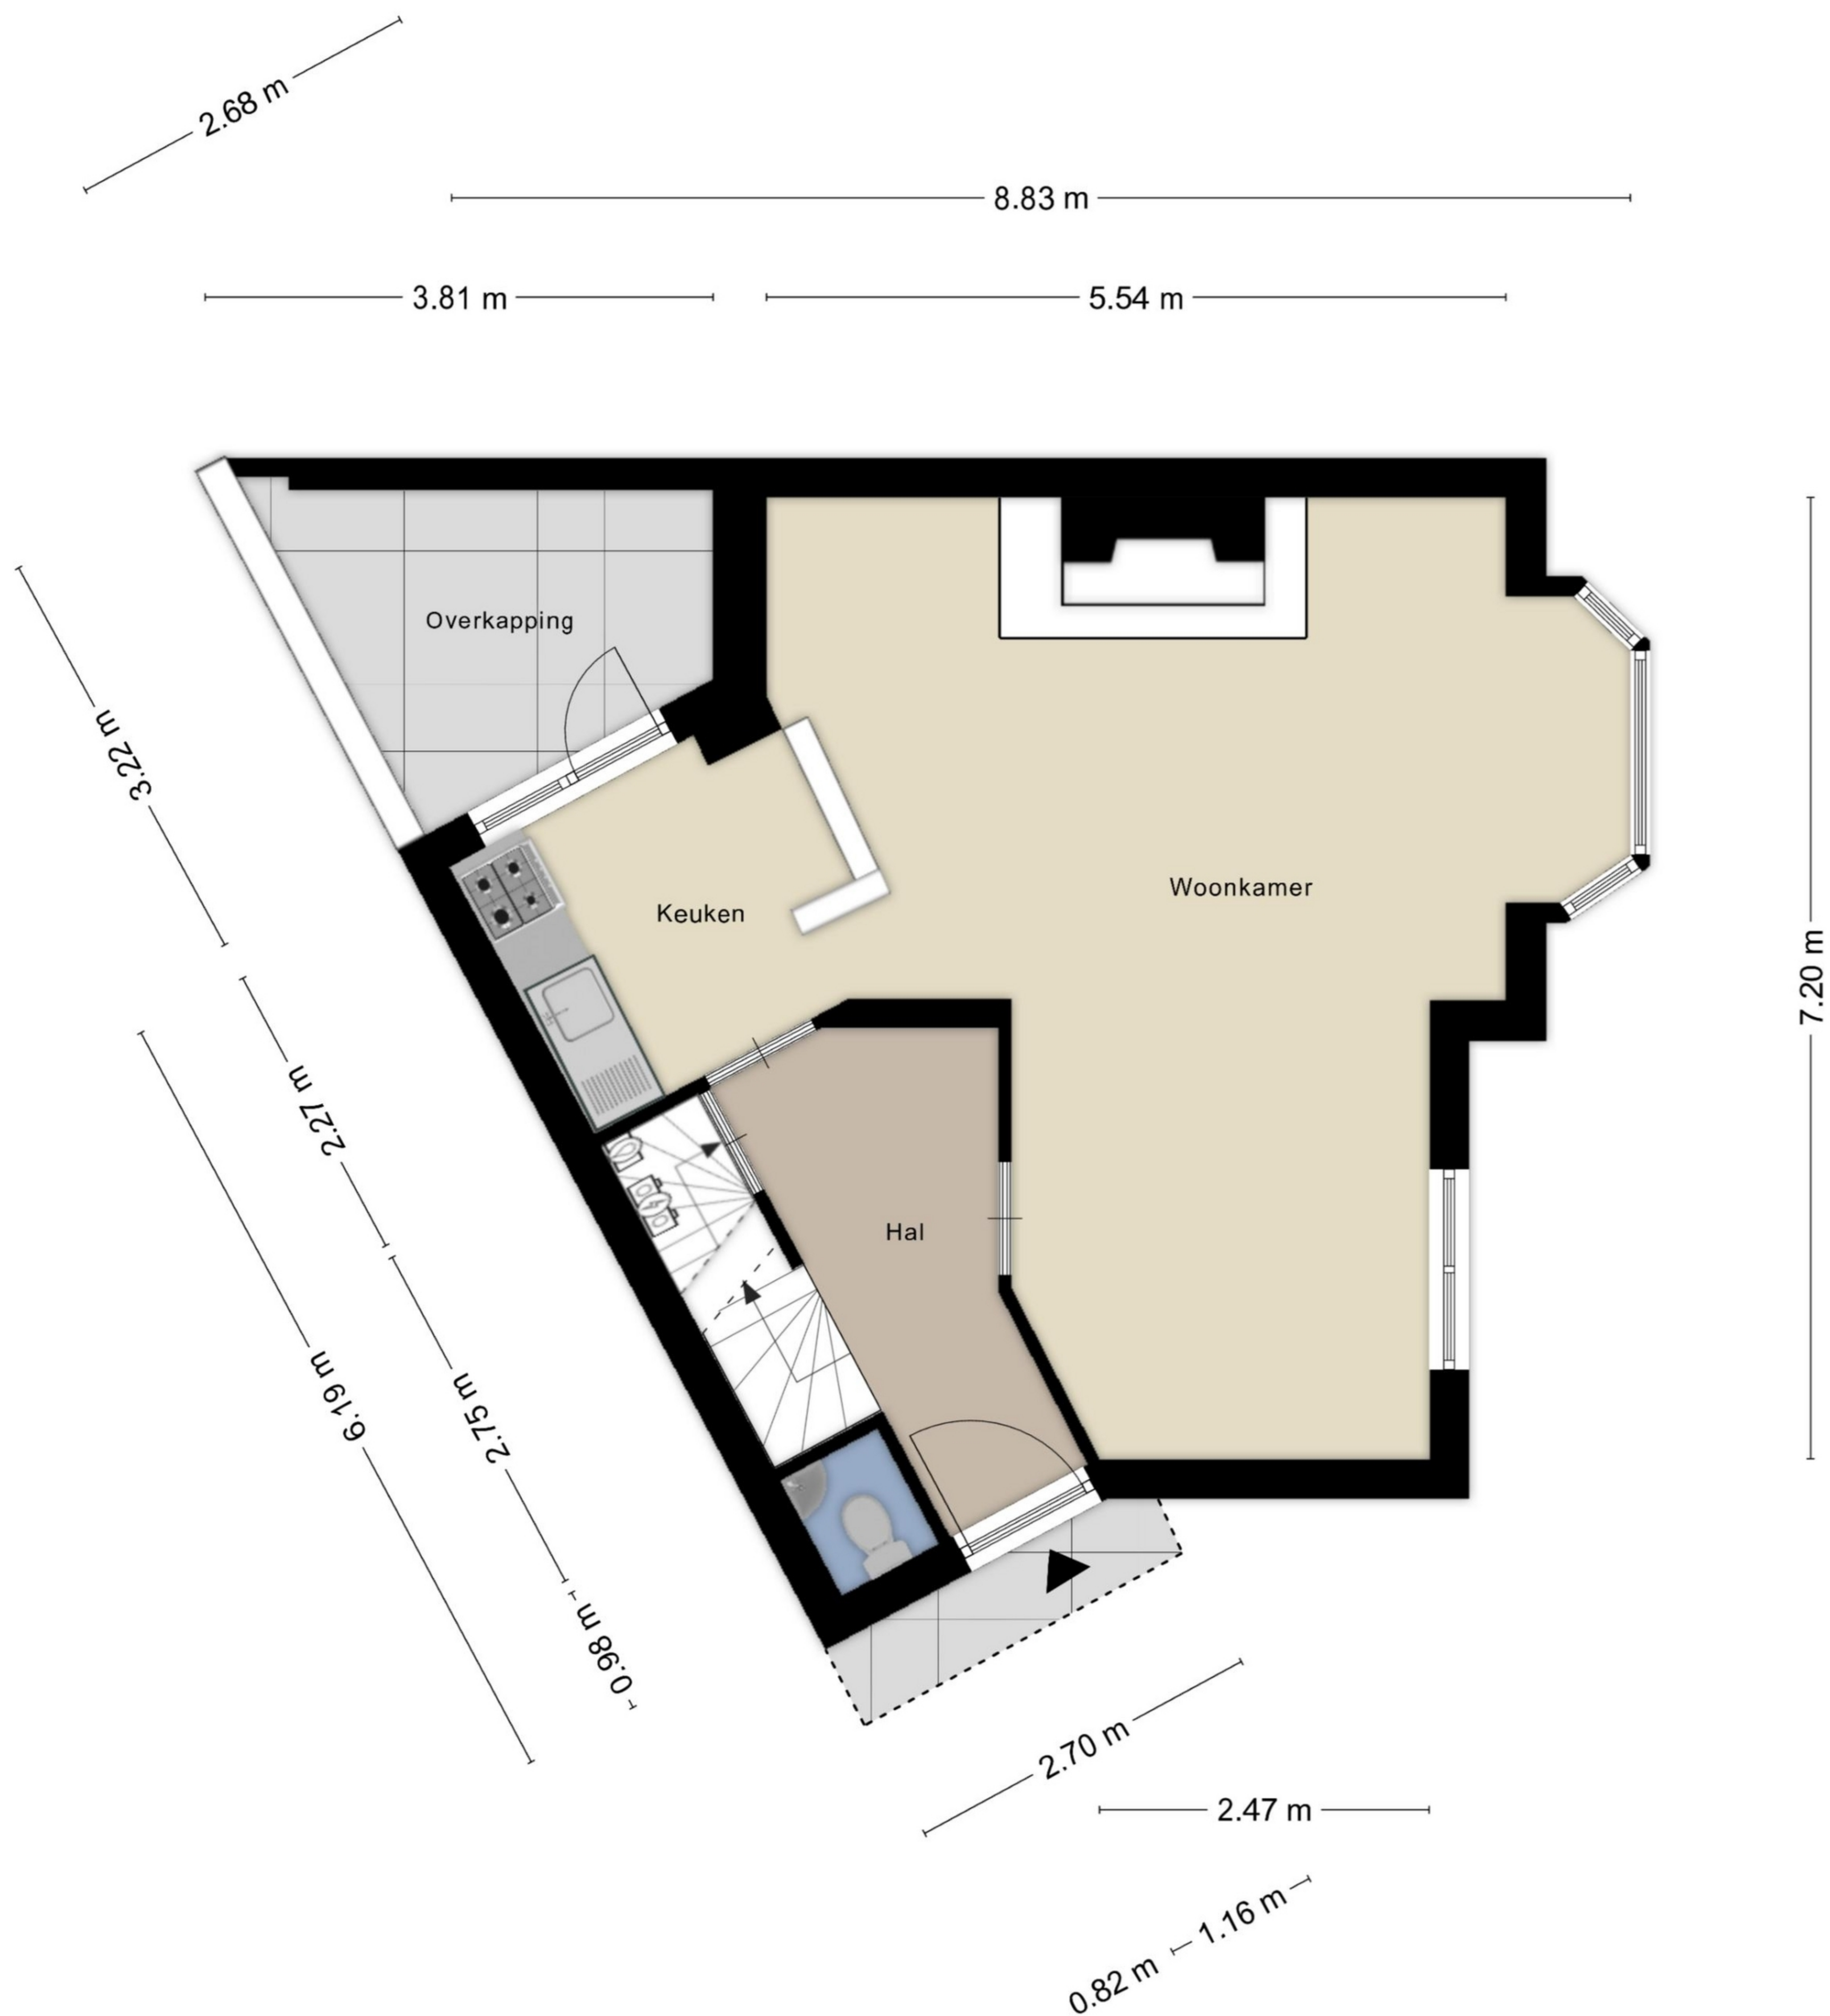 2.68 m
8.83 m
3.81 m
5.54 m
Overkapping
3.22 m
Woonkamer
Keuken
7.20 m
2.27 m
Hal
6.19 m
2.75 m
0.98 m
2.70 m
2.47 m
1.16 m
0.82 m